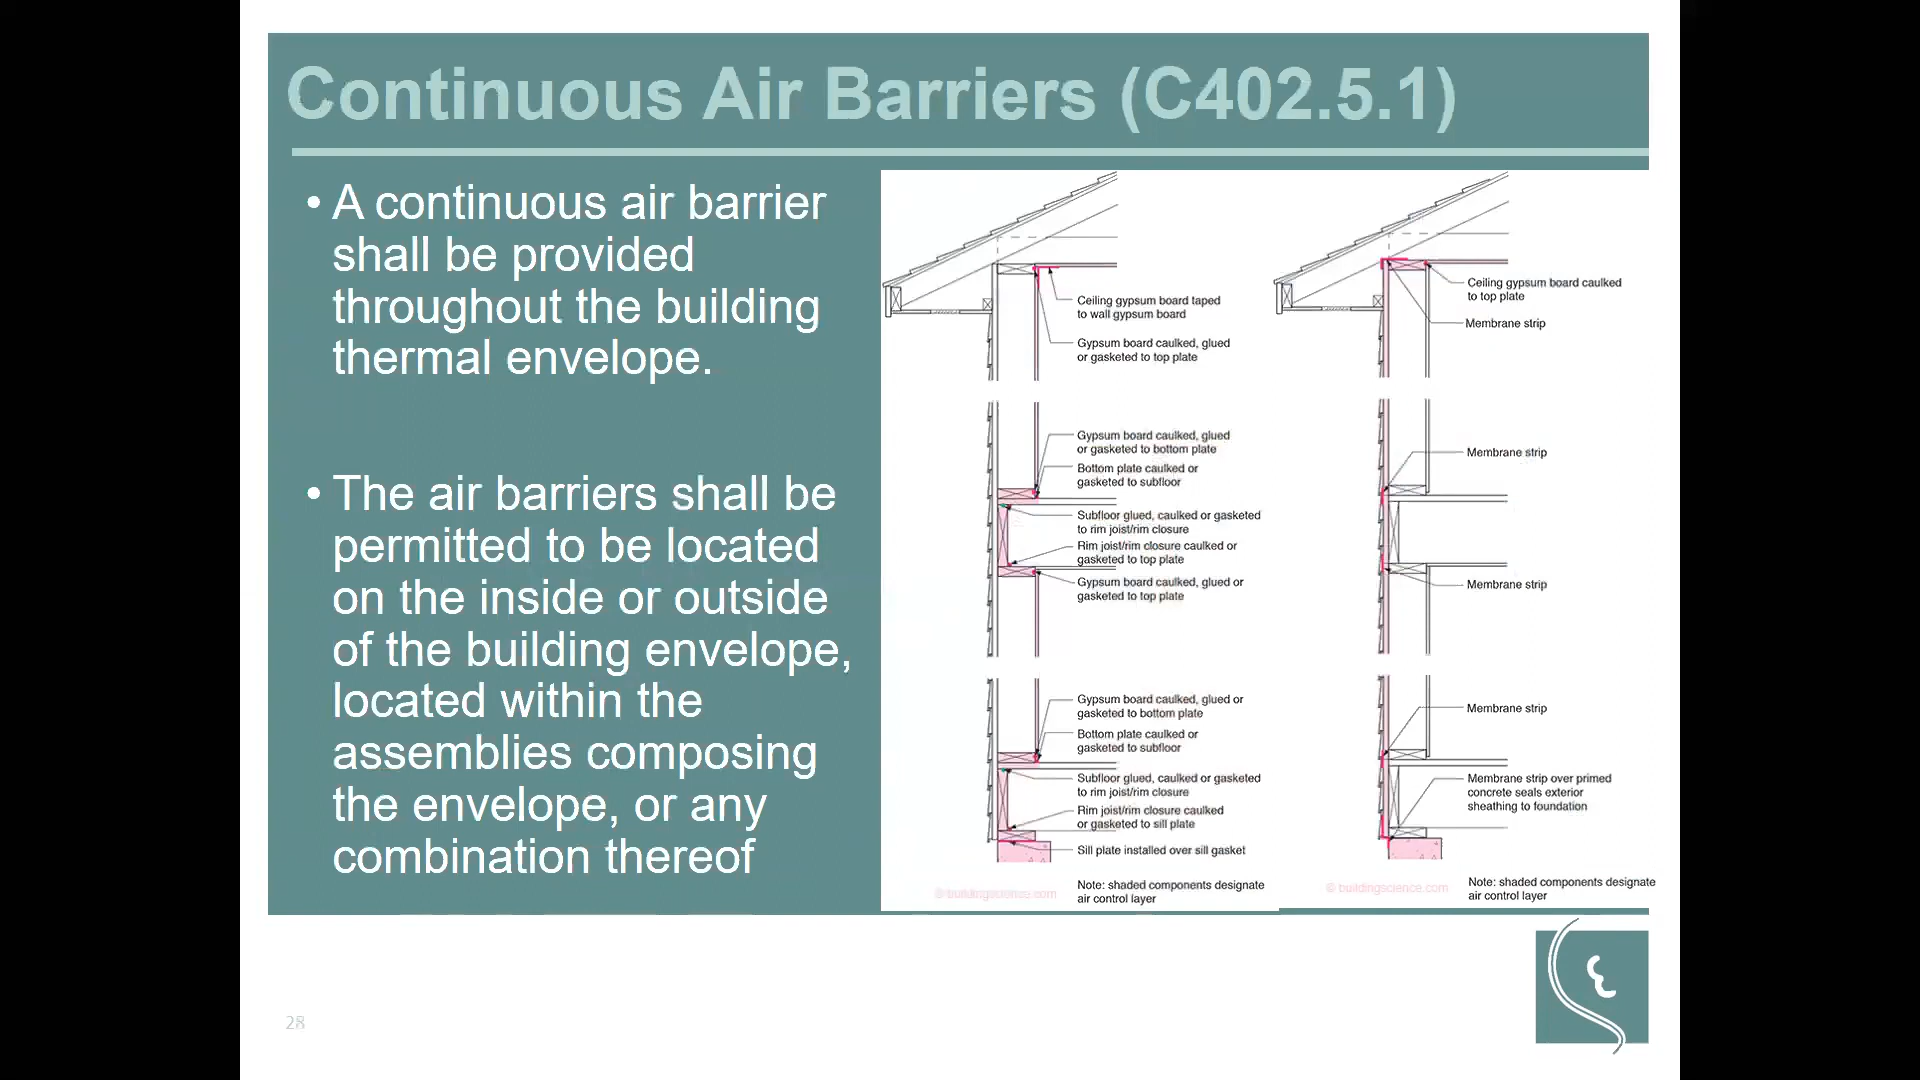 Continuous Air Barriers (C402.5.1)
• A continuous air barrier
shall be provided
throughout the building
thermal envelope.
• The air barriers shall be
permitted to be located
on the inside or outside
of the building envelope,
located within the
assemblies composing
the envelope, or any
combination thereof
Ceiling gypsum board taped
to wall gypsum board
Gypsum board caulked, glued
or gasketed to top plate
Gypsum board caulked, glued
or gasketed to bottom plate
Bottom plate caulked or
gasketed to subfloor
Subfloor glued, caulked or gasketed
to rim joist/rim closure
Rim joist/rim closure caulked or
gasketed to top plate
Gypsum board caulked, glued or
gasketed to top plate
Gypsum board caulked, glued or
gasketed to bottom plate
Bottom plate caulked or
gasketed to subfloor
Subfloor glued, caulked or gasketed
to rim joist/rim closure
Rim joist/rim closure caulked
or gasketed to sill plate
Sill plate installed over sill gasket
© buildingscience.com
Note: shaded components designate
air control layer
Ceiling gypsum board caulked
to top plate
Membrane strip
Membrane strip
Membrane strip
Membrane strip
Membrane strip over primed
concrete seals exterior
sheathing to foundation
© buildingscience.com
Note: shaded components designate
air control layer
28